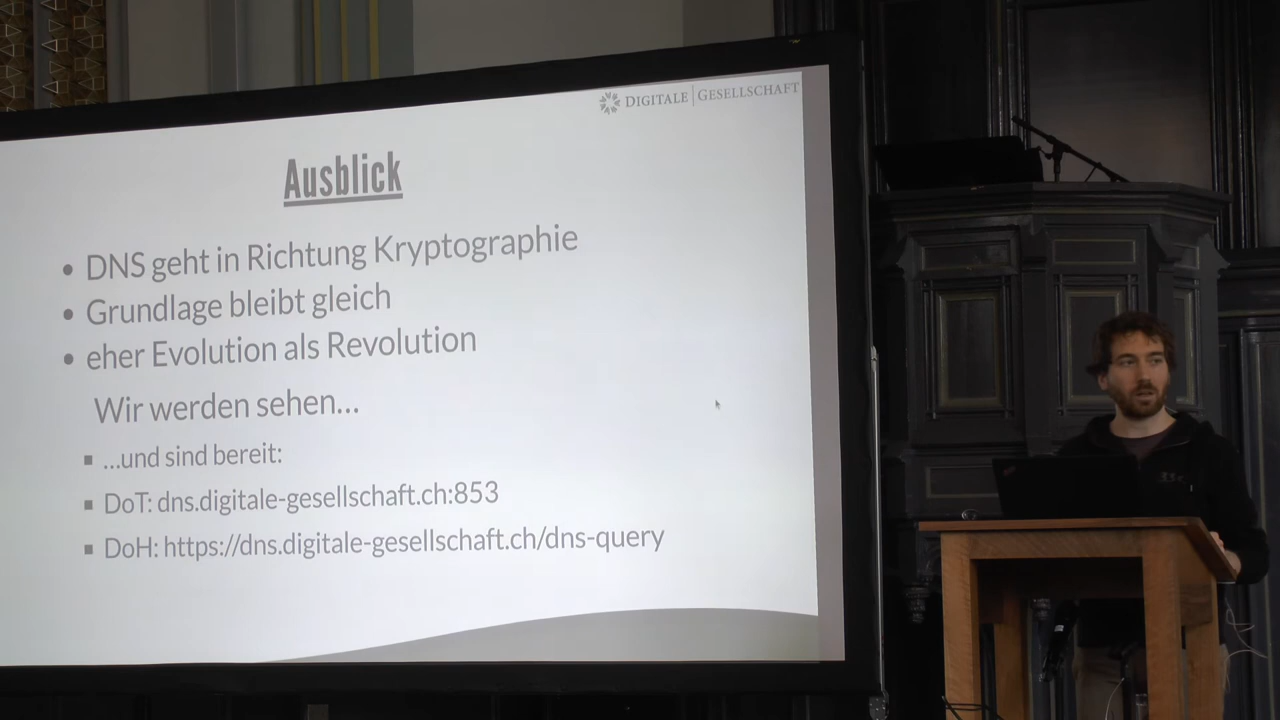 DIGITALE | GESELLSCHAFT
Ausblick
• DNS geht in Richtung Kryptographie
• Grundlage bleibt gleich
• eher Evolution als Revolution
Wir werden sehen...
▪ ...und sind bereit:
▪ DoT: dns.digitale-gesellschaft.ch:853
▪ DoH: https://dns.digitale-gesellschaft.ch/dns-query